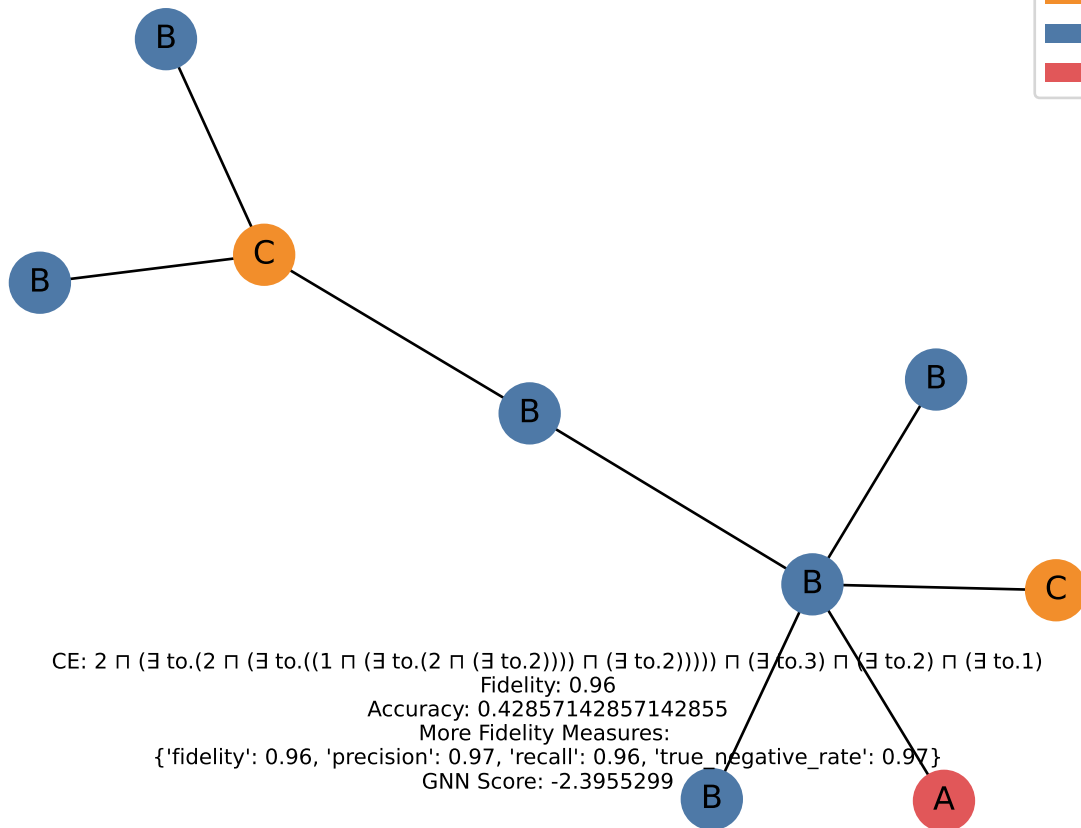 B
C
B
B
B
B
C
CE: 2 ⊓ (∃ to.(2 ⊓ (∃ to.((1 ⊓ (∃ to.(2 ⊓ (∃ to.2)))) ⊓ (∃ to.2))))) ⊓ (∃ to.3) ⊓ (∃ to.2) ⊓ (∃ to.1)
Fidelity: 0.96
Accuracy: 0.42857142857142855
More Fidelity Measures:
{'fidelity': 0.96, 'precision': 0.97, 'recall': 0.96, 'true_negative_rate': 0.97}
GNN Score: -2.3955299
B
A